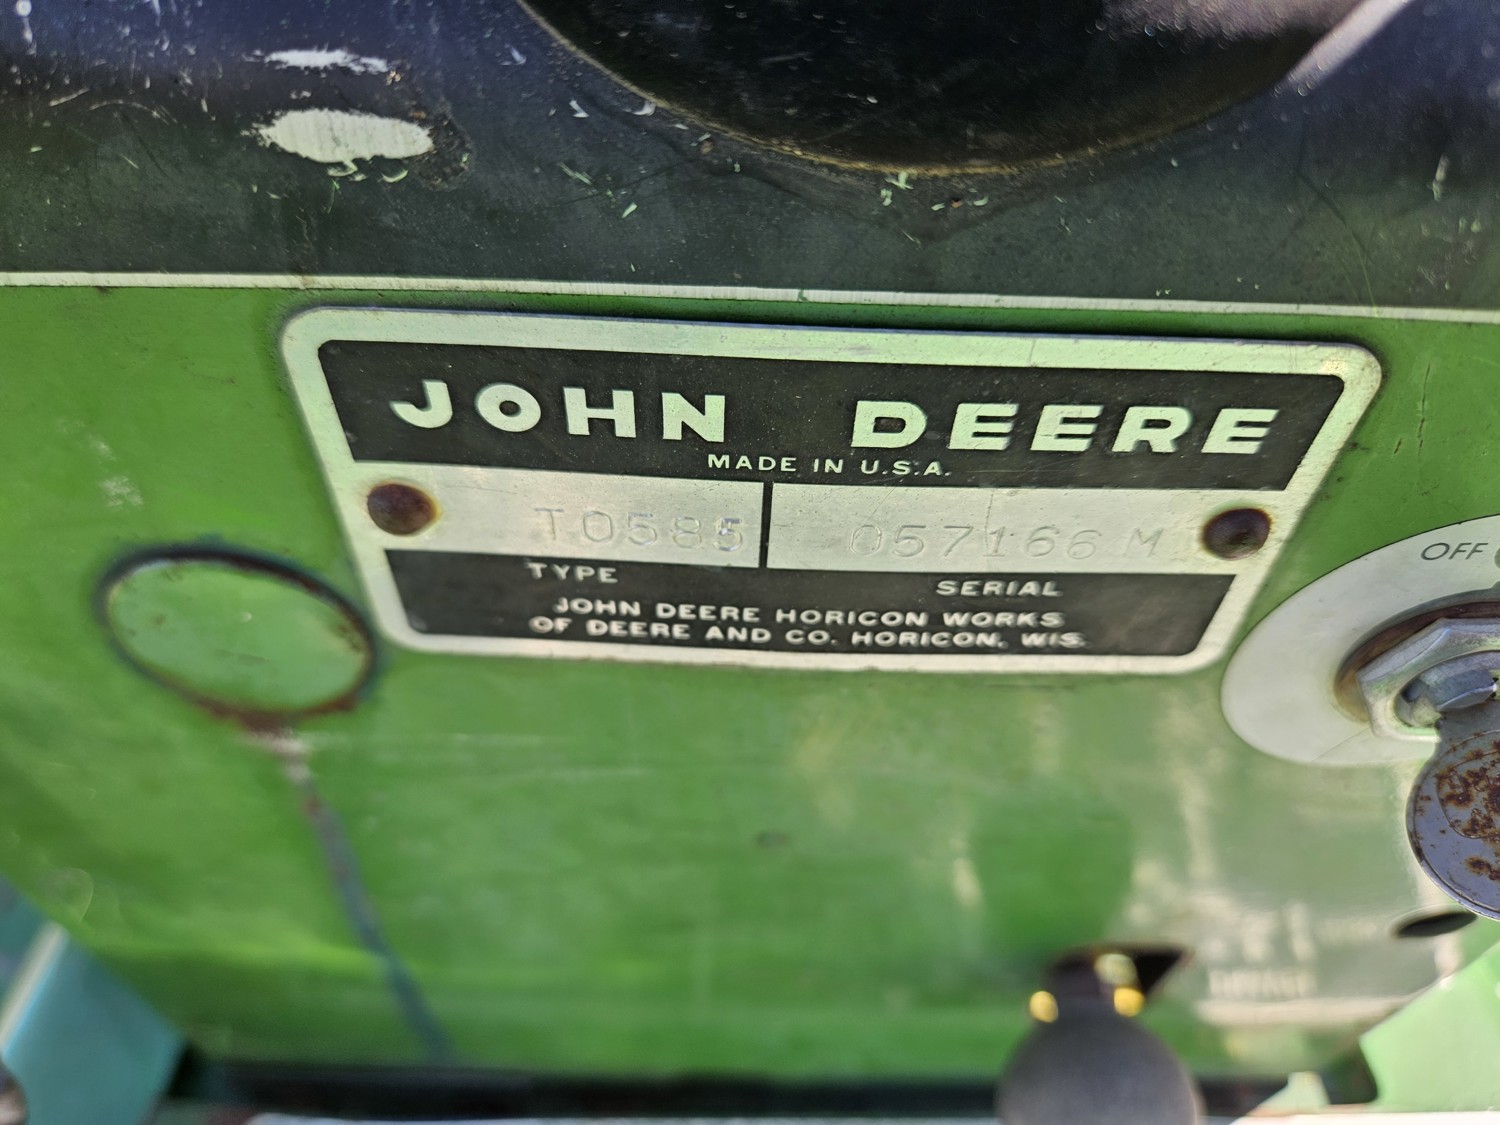 JOHN DEERE
MADE IN U.S.A.
T0585 057166M
TYPE SERIAL
JOHN DEERE HORICON WORKS
OF DEERE AND CO. HORICON, WIS.
OFF